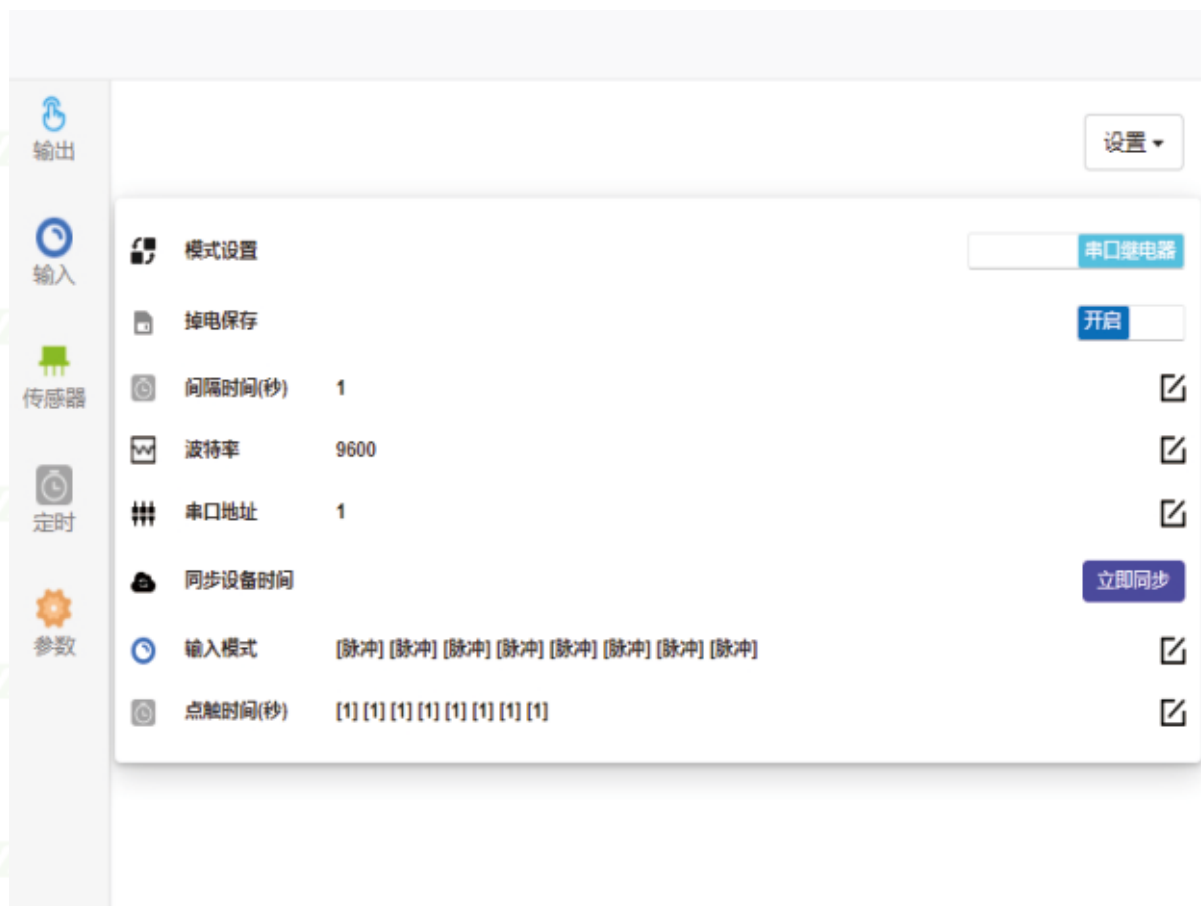 输出
输入
传感器
定时
参数
设置
模式设置 串口继电器
掉电保存 开启
间隔时间(秒) 1
波特率 9600
串口地址 1
同步设备时间 立即同步
输入模式 [脉冲] [脉冲] [脉冲] [脉冲] [脉冲] [脉冲] [脉冲] [脉冲]
点触时间(秒) [1] [1] [1] [1] [1] [1] [1] [1]